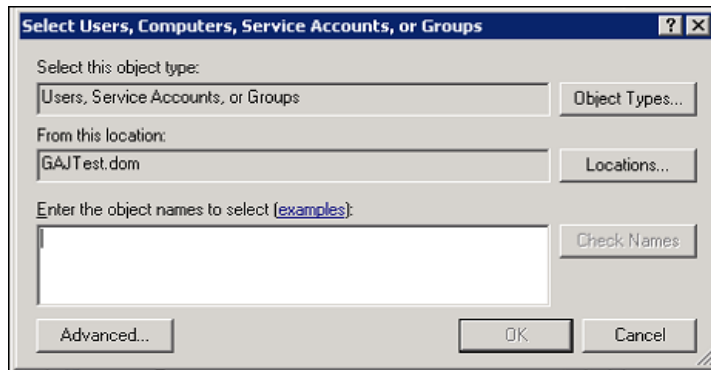 Select Users, Computers, Service Accounts, or Groups
Select this object type:
Users, Service Accounts, or Groups
Object Types...
From this location:
GAJTest.dom
Locations...
Enter the object names to select (examples):
Check Names
Advanced...
OK
Cancel